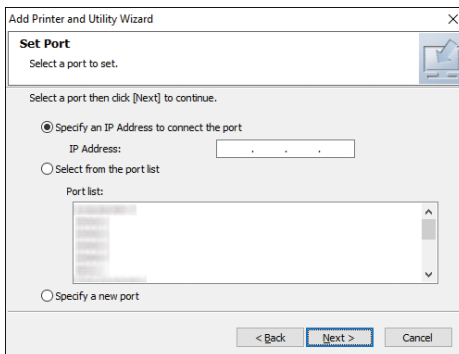 Add Printer and Utility Wizard
Set Port
Select a port to set.
Select a port then click [Next] to continue.
Specify an IP Address to connect the port
IP Address: . . .
Select from the port list
Port list:
Specify a new port
< Back Next > Cancel